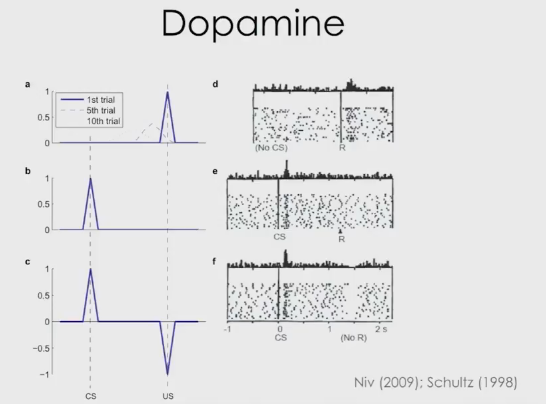 Dopamine
a
1
0.5
0
1st trial
5th trial
10th trial
b
1
0.5
0
c
1
0.5
0
−0.5
−1
CS
US
d
(No CS)
R
e
CS
R
f
-1
0
1
2 s
CS
(No R)
Niv (2009); Schultz (1998)